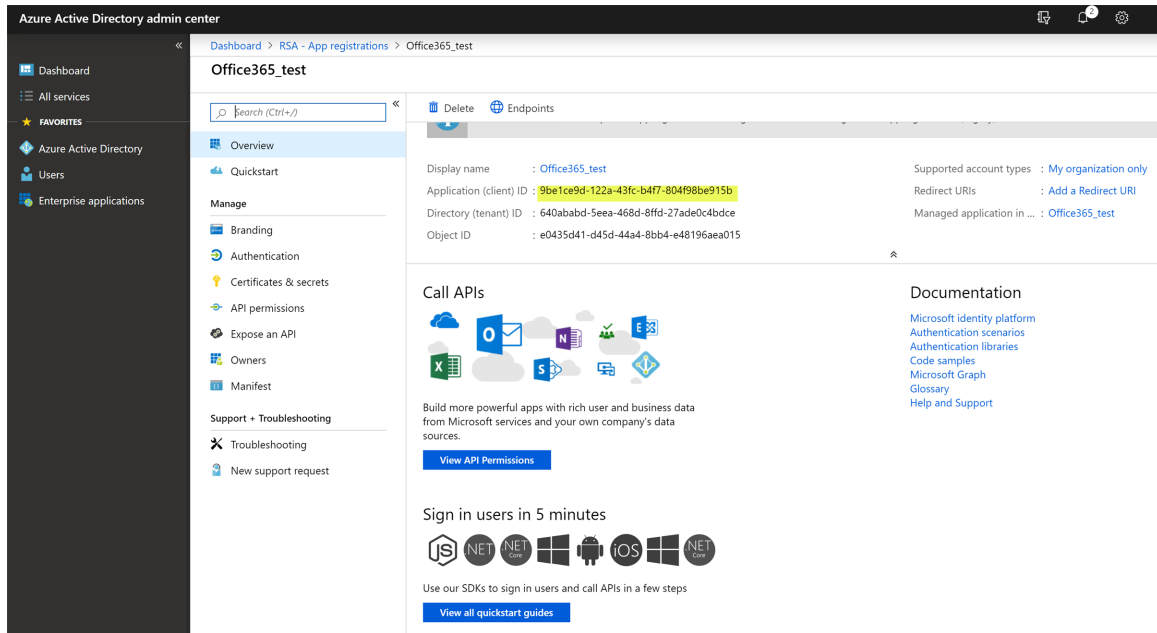 Azure Active Directory admin center
2
«
Dashboard > RSA - App registrations > Office365_test
Dashboard
All services
FAVORITES
Azure Active Directory
Users
Enterprise applications
Office365_test
Search (Ctrl+/)
«
Overview
Quickstart
Manage
Branding
Authentication
Certificates & secrets
API permissions
Expose an API
Owners
Manifest
Support + Troubleshooting
Troubleshooting
New support request
Delete Endpoints
Display name : Office365_test
Application (client) ID : 9be1ce9d-122a-43fc-b4f7-804f98be915b
Directory (tenant) ID : 640ababd-5eea-468d-8ffd-27ade0c4bdce
Object ID : e0435d41-d45d-44a4-8bb4-e48196aea015
Supported account types : My organization only
Redirect URIs : Add a Redirect URI
Managed application in ... : Office365_test
Call APIs
Build more powerful apps with rich user and business data
from Microsoft services and your own company's data
sources.
View API Permissions
Sign in users in 5 minutes
JS .NET .NET Core iOS .NET Core
Use our SDKs to sign in users and call APIs in a few steps
View all quickstart guides
Documentation
Microsoft identity platform
Authentication scenarios
Authentication libraries
Code samples
Microsoft Graph
Glossary
Help and Support